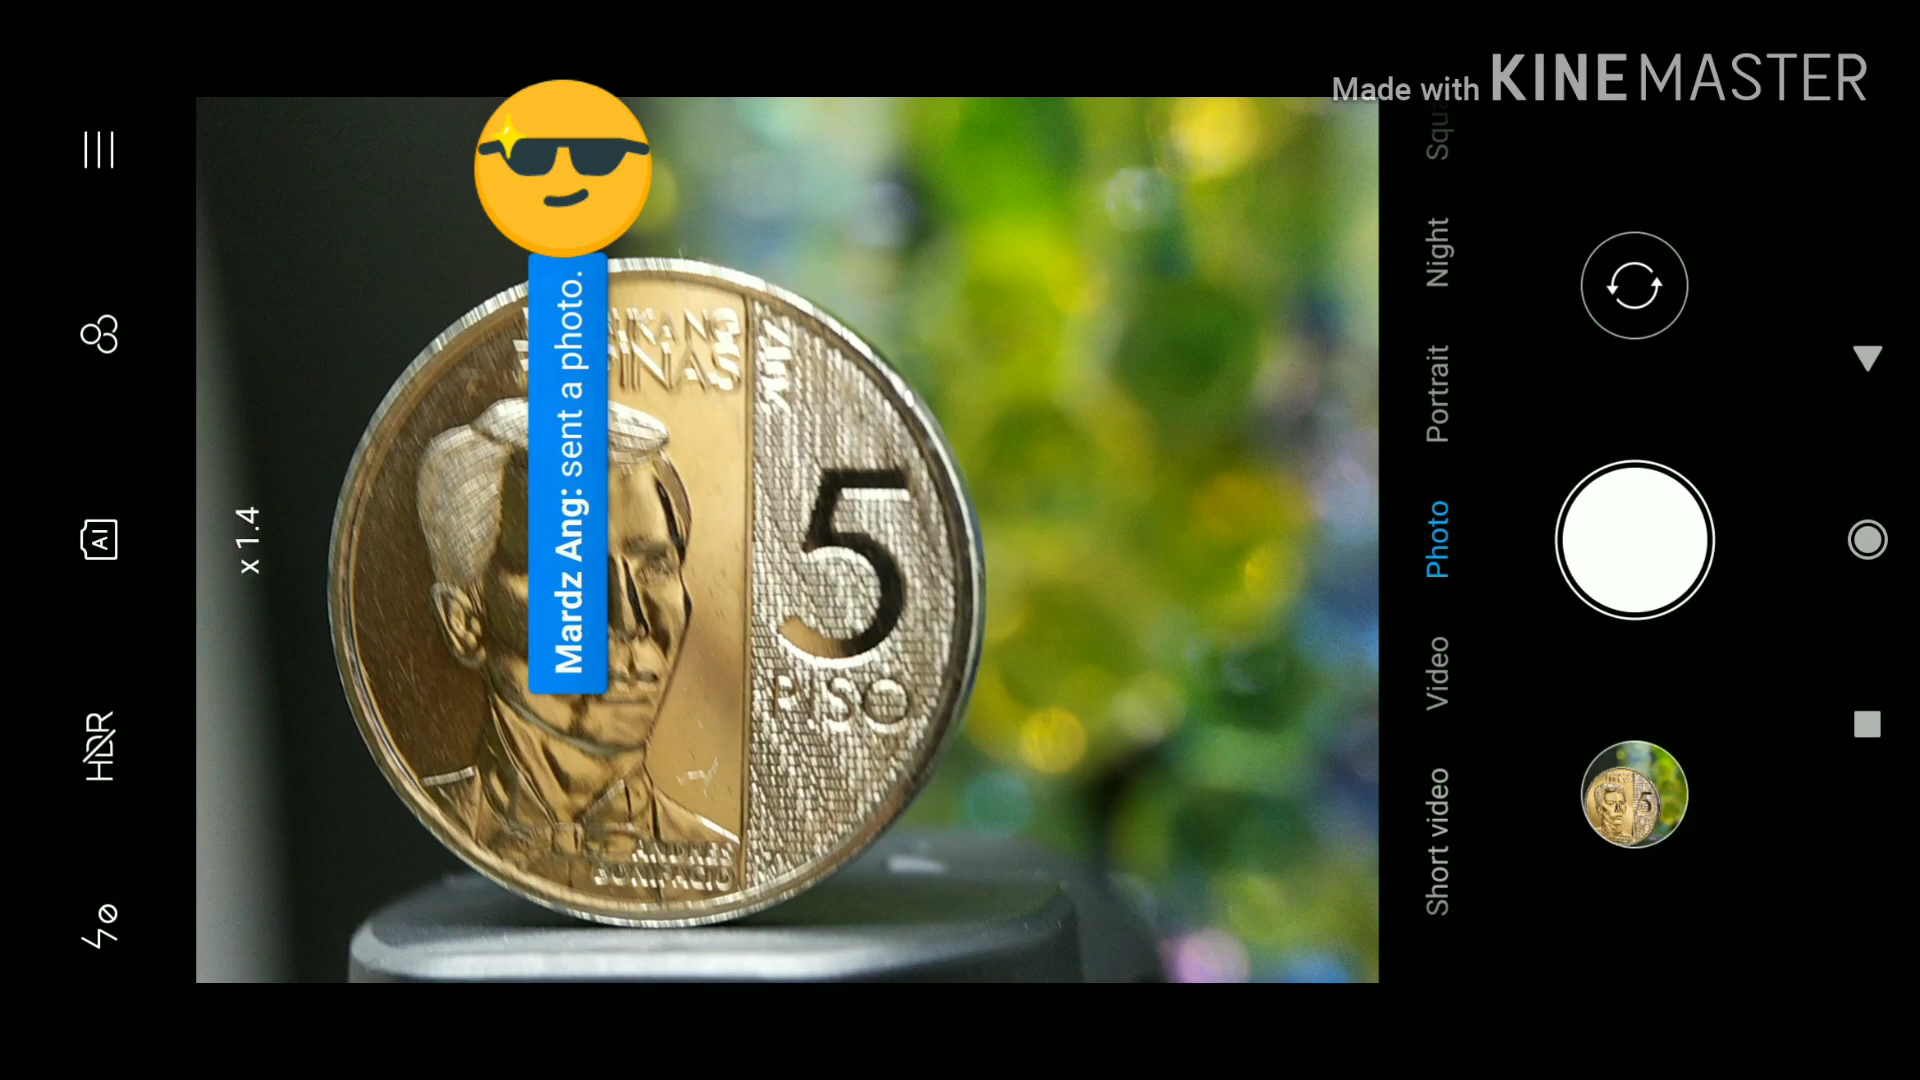 Made with KINEMASTER
Mardz Ang: sent a photo.
5
PISO
BONIFACIO
x 1.4
HDR
AI
Night
Portrait
Photo
Video
Short video